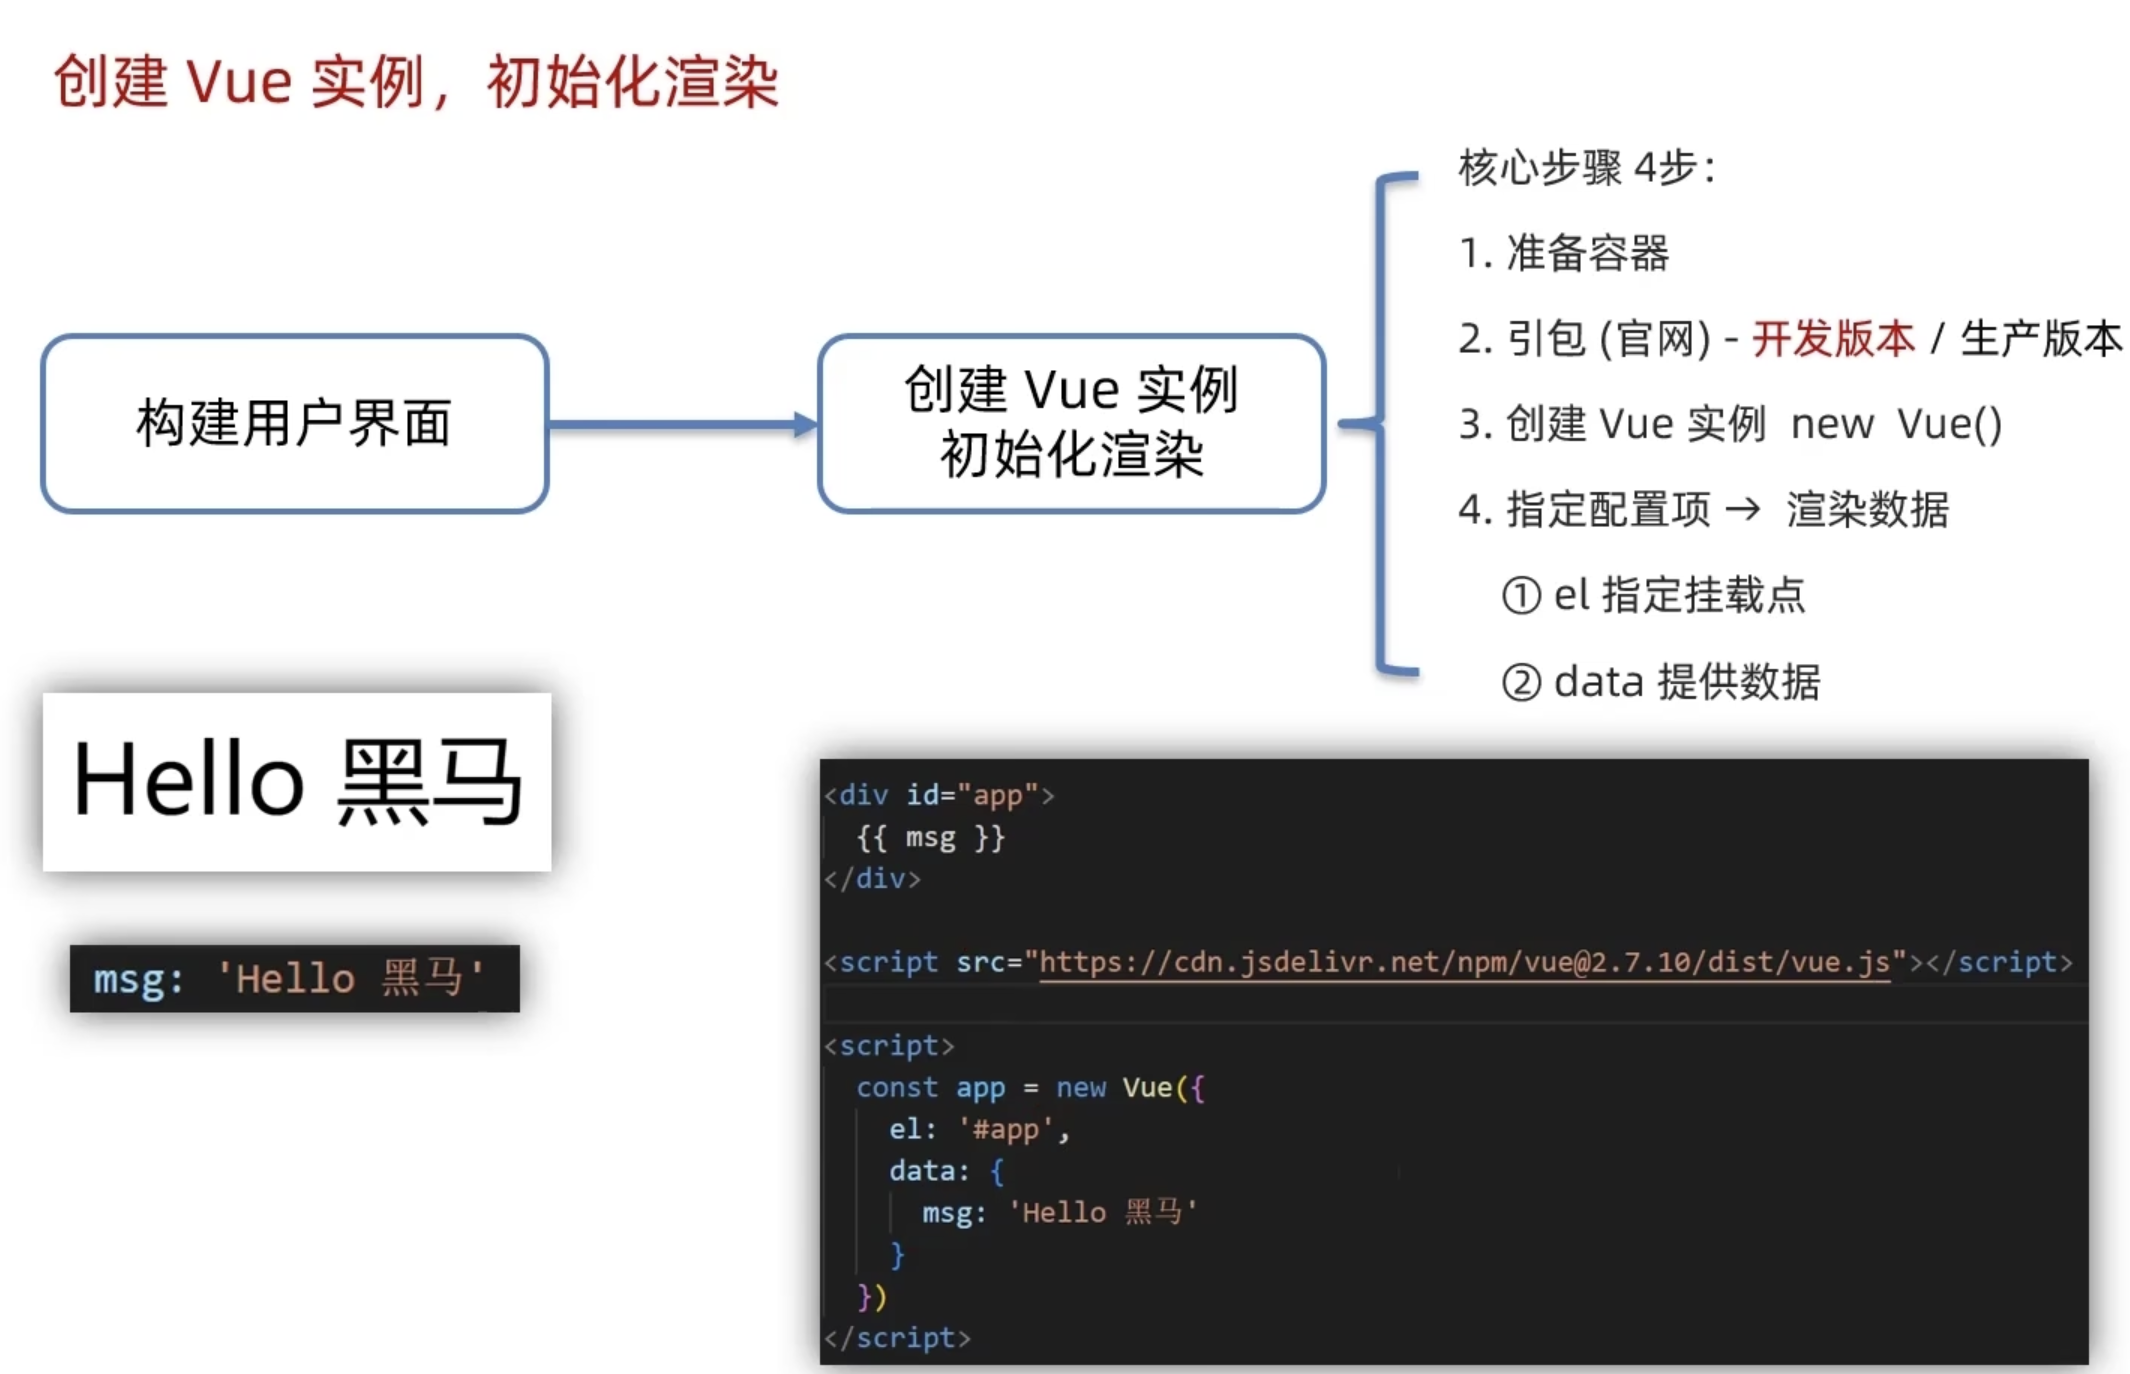 创建 Vue 实例，初始化渲染
构建用户界面
创建 Vue 实例
初始化渲染
核心步骤 4步：
1. 准备容器
2. 引包 (官网) - 开发版本 / 生产版本
3. 创建 Vue 实例  new  Vue()
4. 指定配置项 →  渲染数据
① el 指定挂载点
② data 提供数据
Hello 黑马
msg: 'Hello 黑马'
<div id="app">
  {{ msg }}
</div>
<script src="https://cdn.jsdelivr.net/npm/vue@2.7.10/dist/vue.js"></script>
<script>
  const app = new Vue({
    el: '#app',
    data: {
      msg: 'Hello 黑马'
    }
  })
</script>